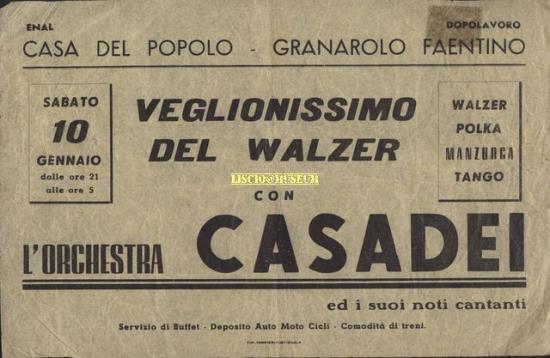 ENAL DOPOLAVORO
CASA DEL POPOLO - GRANAROLO FAENTINO
SABATO
10
GENNAIO
dalle ore 21
alle ore 5
VEGLIONISSIMO
DEL WALZER
WALZER
POLKA
MANZURCA
TANGO
LISCIO@MUSEUM
CON
L'ORCHESTRA CASADEI
ed i suoi noti cantanti
Servizio di Buffet - Deposito Auto Moto Cicli - Comodità di treni.